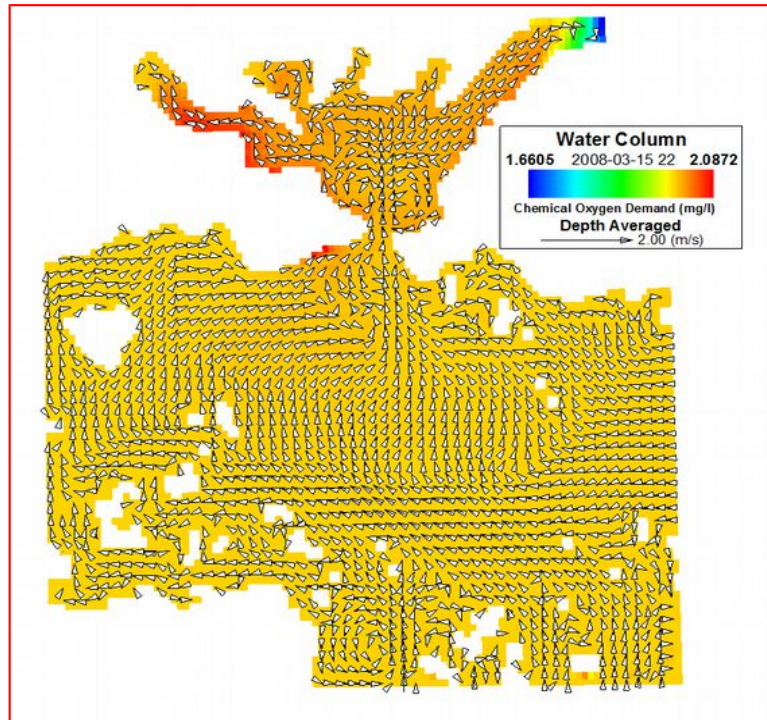 Water Column
1.6605 2008-03-15 22 2.0872
Chemical Oxygen Demand (mg/l)
Depth Averaged
2.00 (m/s)